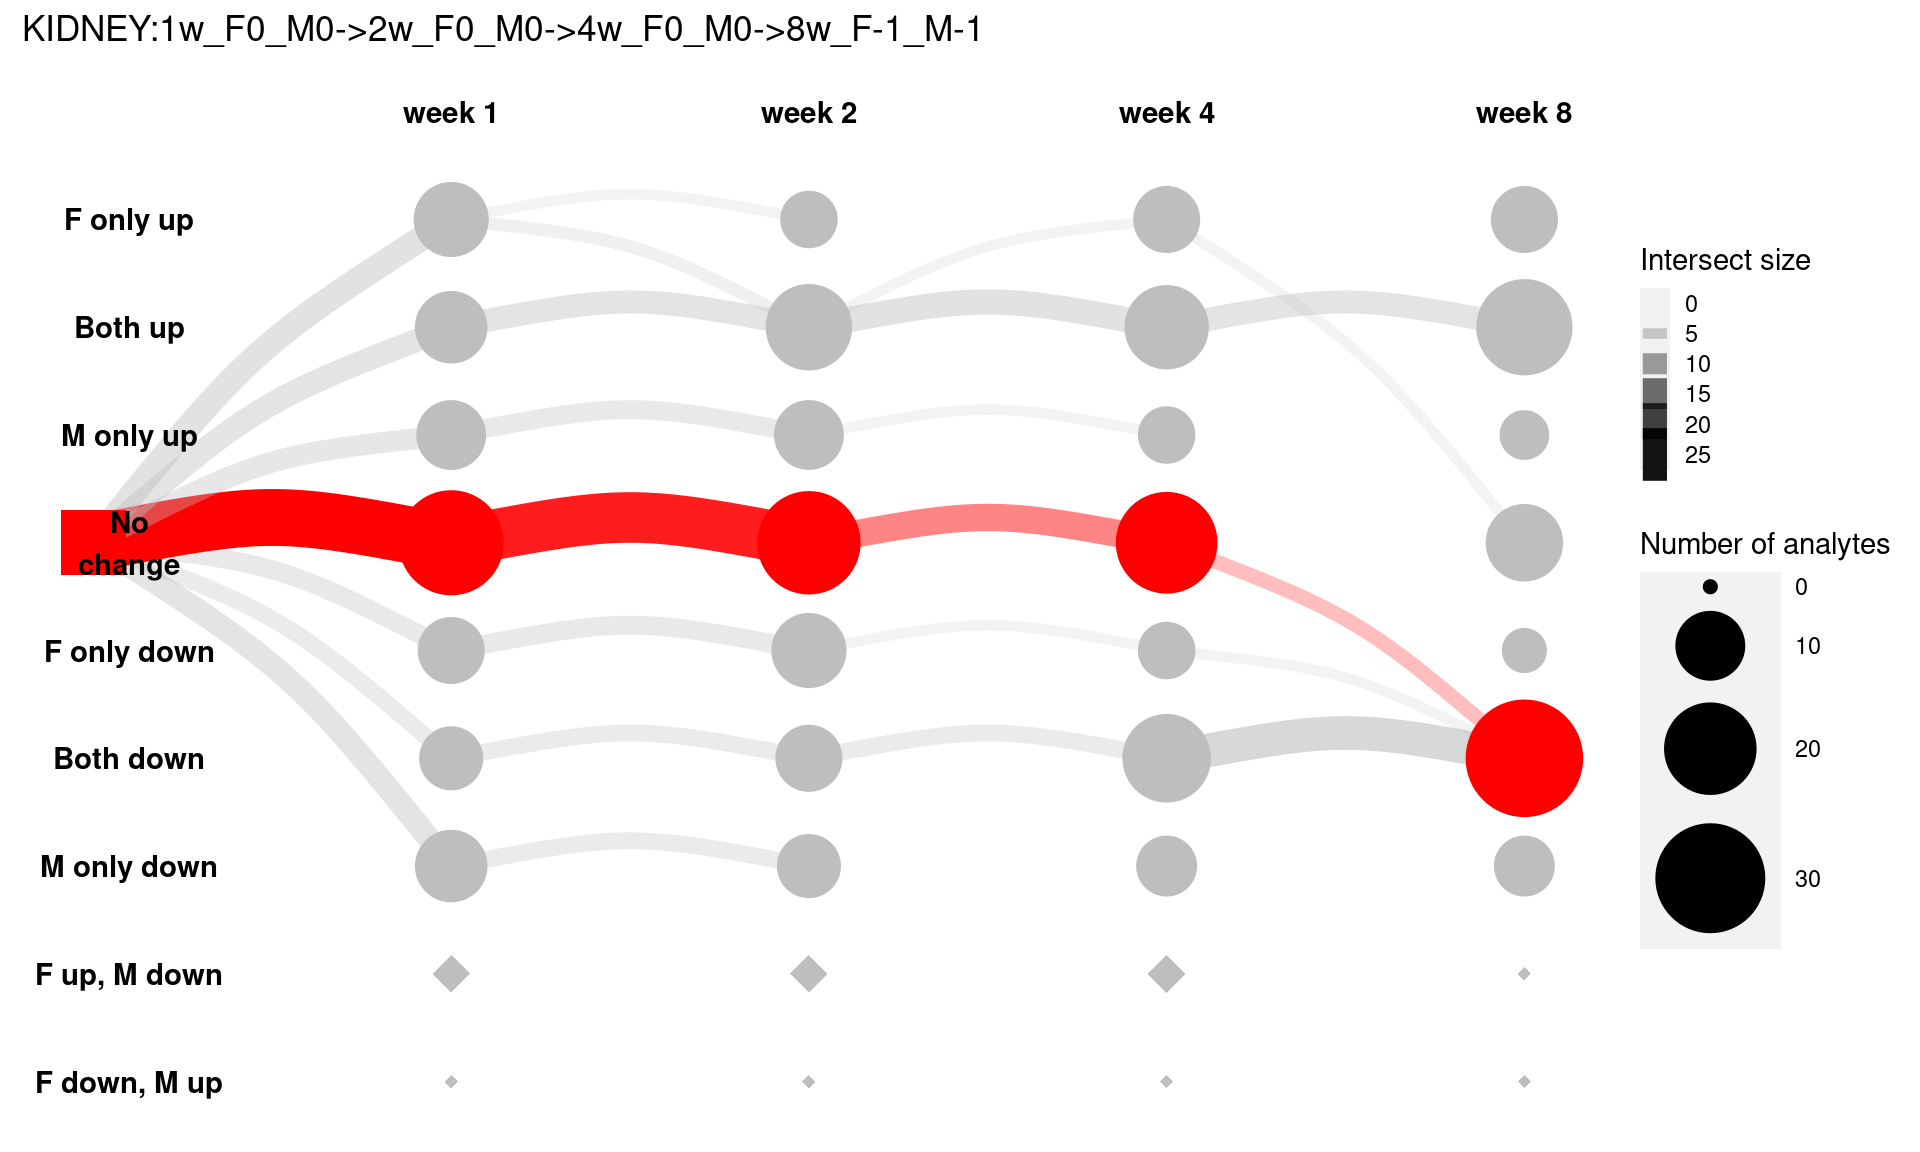 KIDNEY:1w_F0_M0->2w_F0_M0->4w_F0_M0->8w_F-1_M-1
week 1 week 2 week 4 week 8
F only up
Both up
M only up
No
change
F only down
Both down
M only down
F up, M down
F down, M up
Intersect size
0
5
10
15
20
25
Number of analytes
0
10
20
30